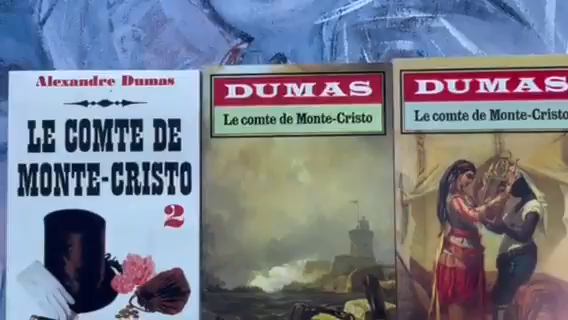 Alexandre Dumas
LE COMTE DE
MONTE-CRISTO
2
DUMAS
Le comte de Monte-Cristo
DUMAS
Le comte de Monte-Cristo